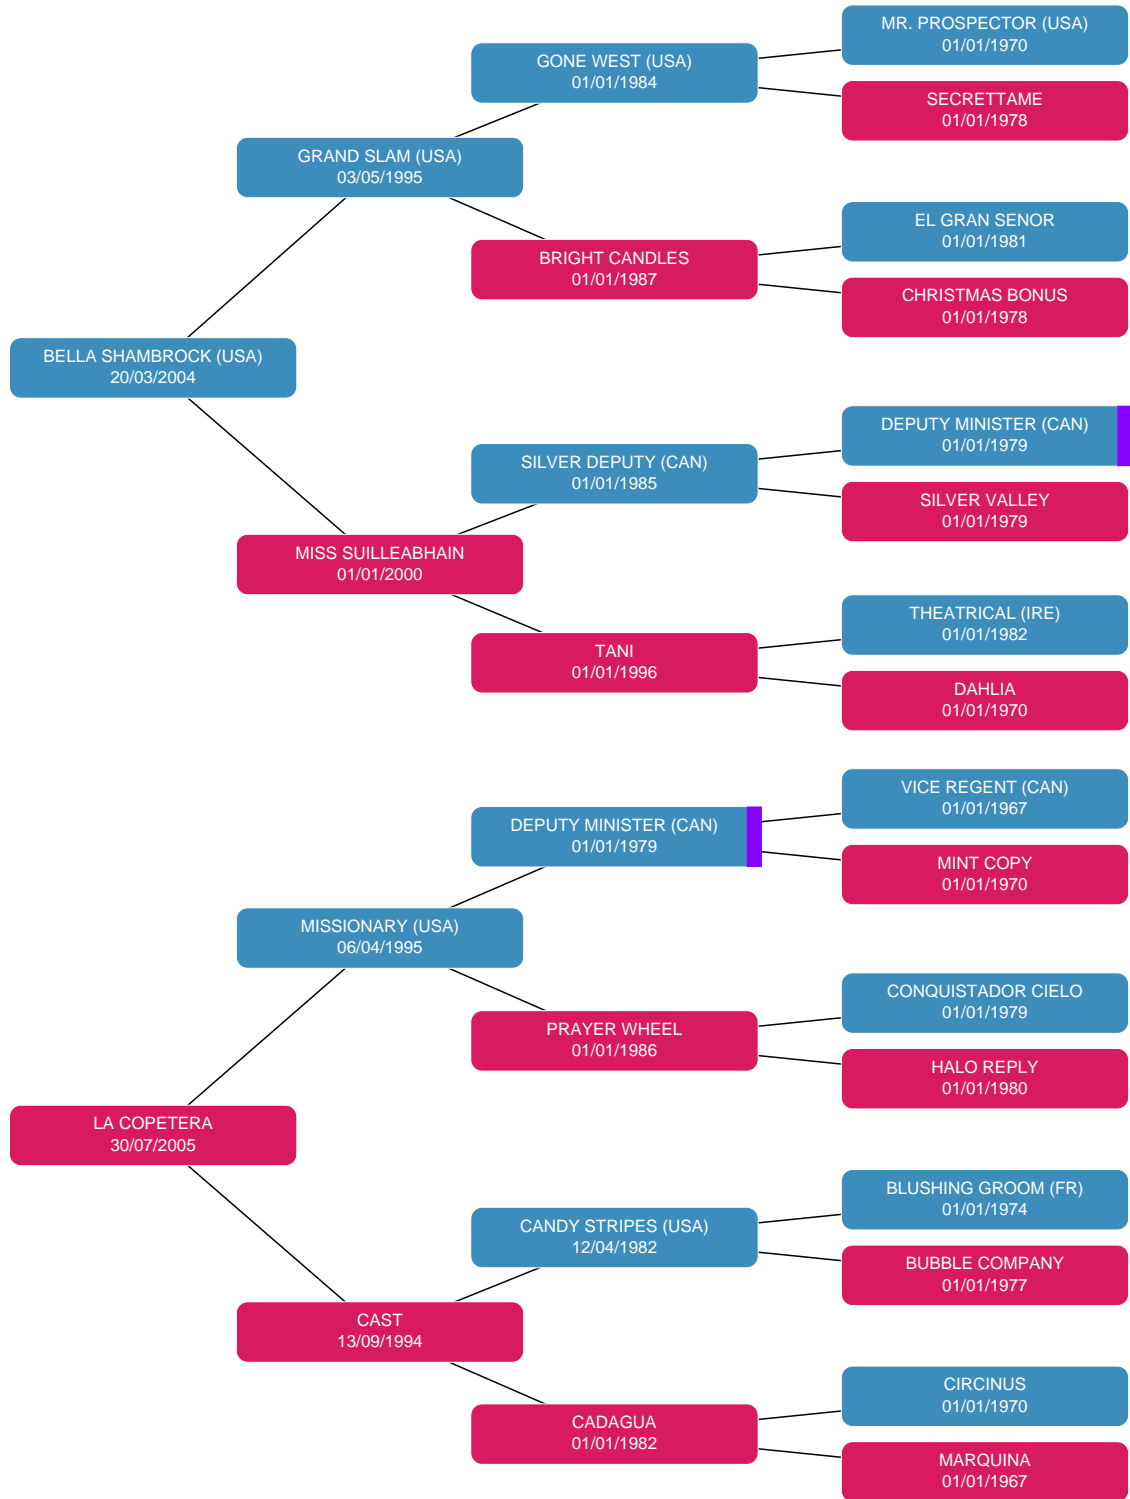 MR. PROSPECTOR (USA)
01/01/1970
GONE WEST (USA)
01/01/1984
SECRETTAME
01/01/1978
GRAND SLAM (USA)
03/05/1995
EL GRAN SENOR
01/01/1981
BRIGHT CANDLES
01/01/1987
CHRISTMAS BONUS
01/01/1978
BELLA SHAMBROCK (USA)
20/03/2004
DEPUTY MINISTER (CAN)
01/01/1979
SILVER DEPUTY (CAN)
01/01/1985
SILVER VALLEY
01/01/1979
MISS SUILLEABHAIN
01/01/2000
THEATRICAL (IRE)
01/01/1982
TANI
01/01/1996
DAHLIA
01/01/1970
VICE REGENT (CAN)
01/01/1967
DEPUTY MINISTER (CAN)
01/01/1979
MINT COPY
01/01/1970
MISSIONARY (USA)
06/04/1995
CONQUISTADOR CIELO
01/01/1979
PRAYER WHEEL
01/01/1986
HALO REPLY
01/01/1980
LA COPETERA
30/07/2005
BLUSHING GROOM (FR)
01/01/1974
CANDY STRIPES (USA)
12/04/1982
BUBBLE COMPANY
01/01/1977
CAST
13/09/1994
CIRCINUS
01/01/1970
CADAGUA
01/01/1982
MARQUINA
01/01/1967